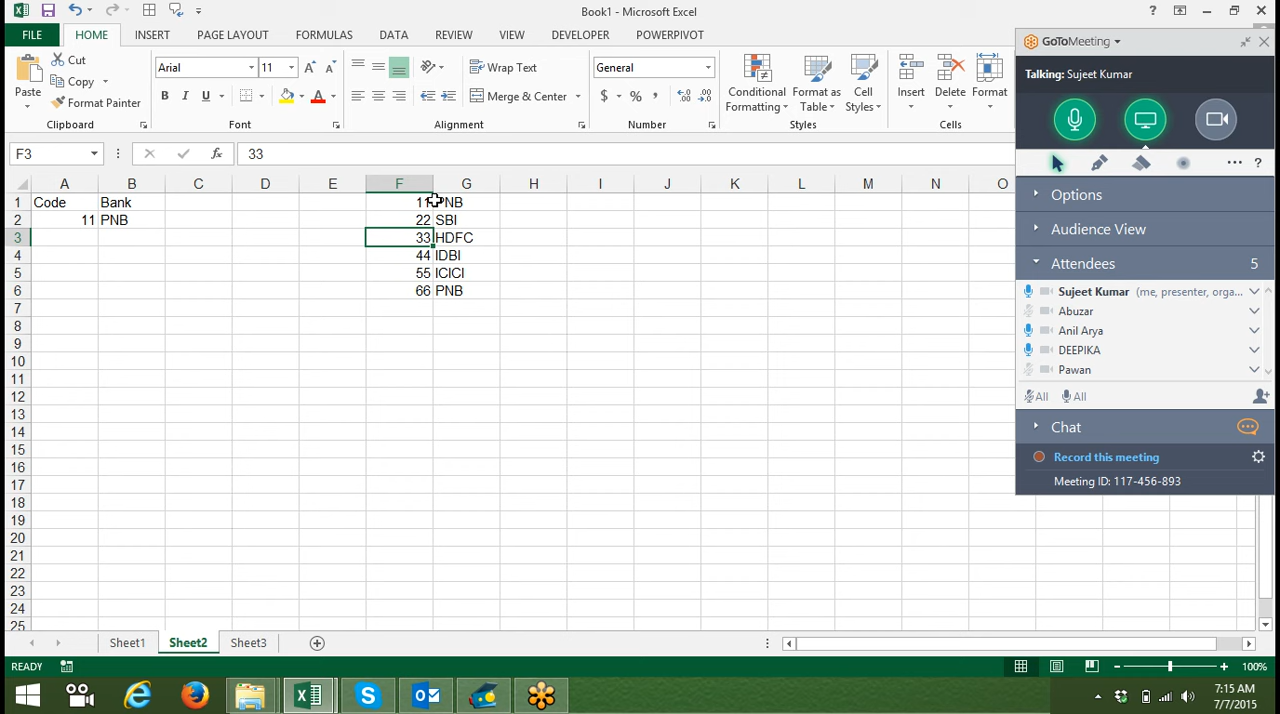 Book1 - Microsoft Excel
?
FILE
HOME
INSERT
PAGE LAYOUT
FORMULAS
DATA
REVIEW
VIEW
DEVELOPER
POWERPIVOT
Paste
Cut
Copy
Format Painter
Clipboard
Arial
11
B I U
Font
Wrap Text
Merge & Center
Alignment
General
$ % ,
Number
Conditional Formatting
Format as Table
Cell Styles
Styles
Insert
Delete
Format
Cells
F3
fx
33
A B C D E F G H I J K L M N O
1 Code Bank 11 PNB
2 11 PNB 22 SBI
3 33 HDFC
4 44 IDBI
5 55 ICICI
6 66 PNB
7
8
9
10
11
12
13
14
15
16
17
18
19
20
21
22
23
24
25
Sheet1
Sheet2
Sheet3
READY
100%
GoToMeeting
Talking: Sujeet Kumar
?
Options
Audience View
Attendees 5
Sujeet Kumar (me, presenter, orga...
Abuzar
Anil Arya
DEEPIKA
Pawan
All
All
Chat
Record this meeting
Meeting ID: 117-456-893
7:15 AM
7/7/2015